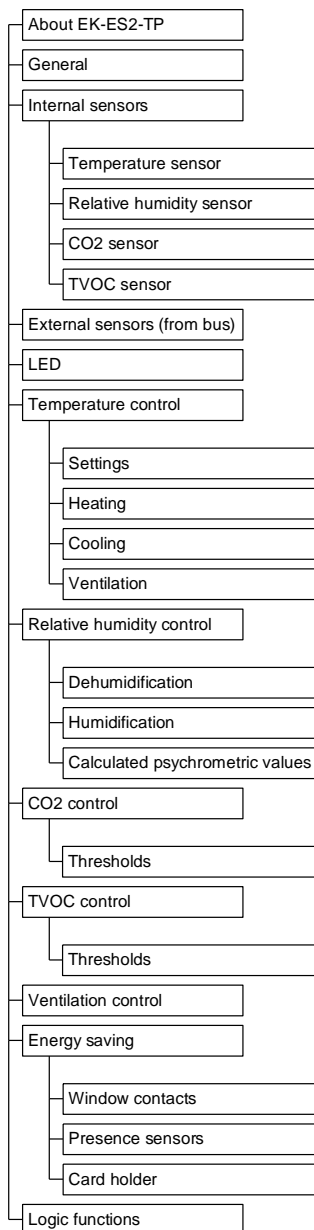 About EK-ES2-TP
General
Internal sensors
Temperature sensor
Relative humidity sensor
CO2 sensor
TVOC sensor
External sensors (from bus)
LED
Temperature control
Settings
Heating
Cooling
Ventilation
Relative humidity control
Dehumidification
Humidification
Calculated psychrometric values
CO2 control
Thresholds
TVOC control
Thresholds
Ventilation control
Energy saving
Window contacts
Presence sensors
Card holder
Logic functions